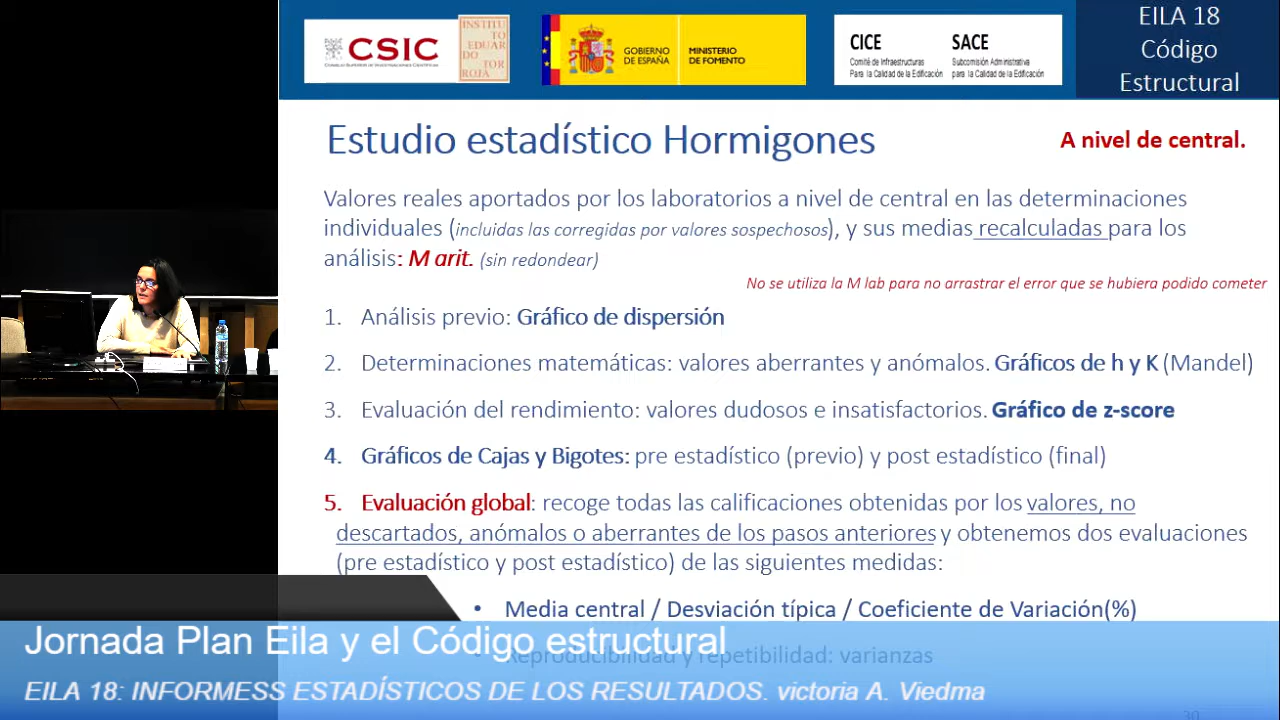 CSIC
INSTITU
TO
EDUAR
DO TOR
ROJA
GOBIERNO
DE ESPAÑA
MINISTERIO
DE FOMENTO
CICE
Comité de Infraestructuras
Para la Calidad de la Edificación
SACE
Subcomisión Administrativa
para la Calidad de la Edificación
EILA 18
Código
Estructural
Estudio estadístico Hormigones
A nivel de central.
Valores reales aportados por los laboratorios a nivel de central en las determinaciones
individuales (incluidas las corregidas por valores sospechosos), y sus medias recalculadas para los
análisis: M arit. (sin redondear)
No se utiliza la M lab para no arrastrar el error que se hubiera podido cometer
1. Análisis previo: Gráfico de dispersión
2. Determinaciones matemáticas: valores aberrantes y anómalos. Gráficos de h y K (Mandel)
3. Evaluación del rendimiento: valores dudosos e insatisfactorios. Gráfico de z-score
4. Gráficos de Cajas y Bigotes: pre estadístico (previo) y post estadístico (final)
5. Evaluación global: recoge todas las calificaciones obtenidas por los valores, no
descartados, anómalos o aberrantes de los pasos anteriores y obtenemos dos evaluaciones
(pre estadístico y post estadístico) de las siguientes medidas:
• Media central / Desviación típica / Coeficiente de Variación(%)
• Reproducibilidad y repetibilidad: varianzas
Jornada Plan Eila y el Código estructural
EILA 18: INFORMESS ESTADÍSTICOS DE LOS RESULTADOS. victoria A. Viedma
30